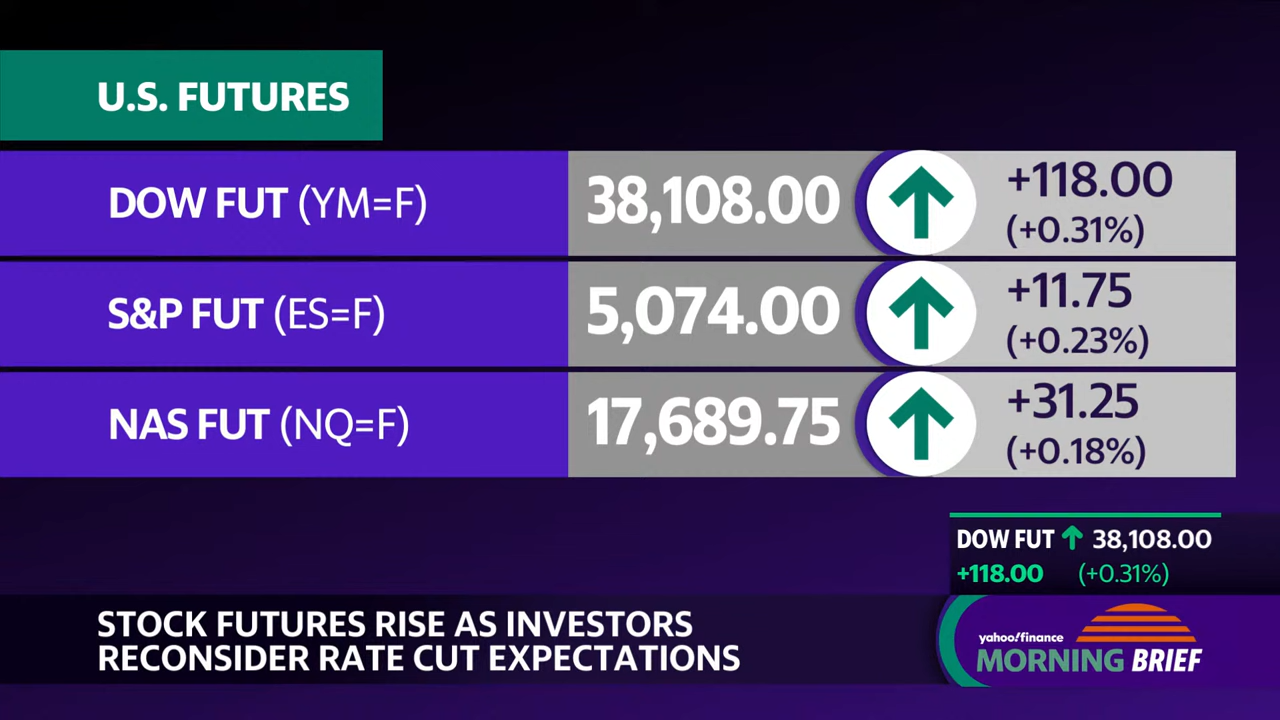 U.S. FUTURES
DOW FUT (YM=F) 38,108.00 +118.00
(+0.31%)
S&P FUT (ES=F) 5,074.00 +11.75
(+0.23%)
NAS FUT (NQ=F) 17,689.75 +31.25
(+0.18%)
DOW FUT 38,108.00
+118.00 (+0.31%)
STOCK FUTURES RISE AS INVESTORS
RECONSIDER RATE CUT EXPECTATIONS
yahoo!finance
MORNING BRIEF